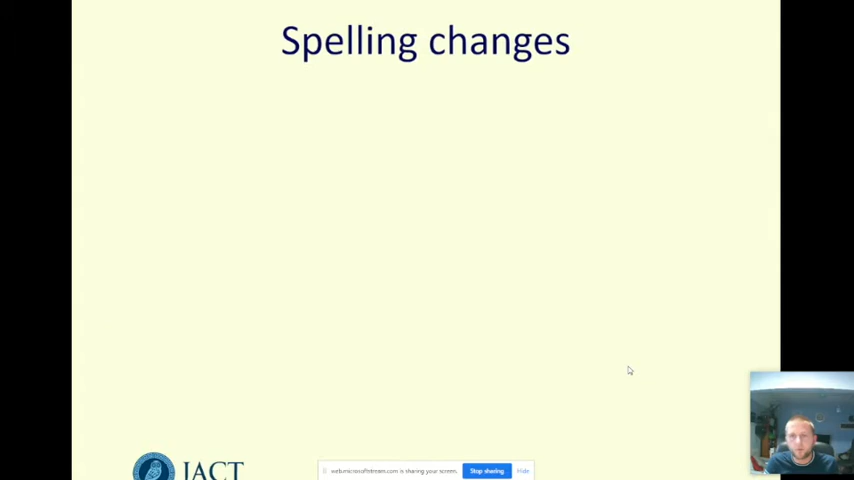 Spelling changes
JACT
web.microsoftstream.com is sharing your screen.
Stop sharing
Hide